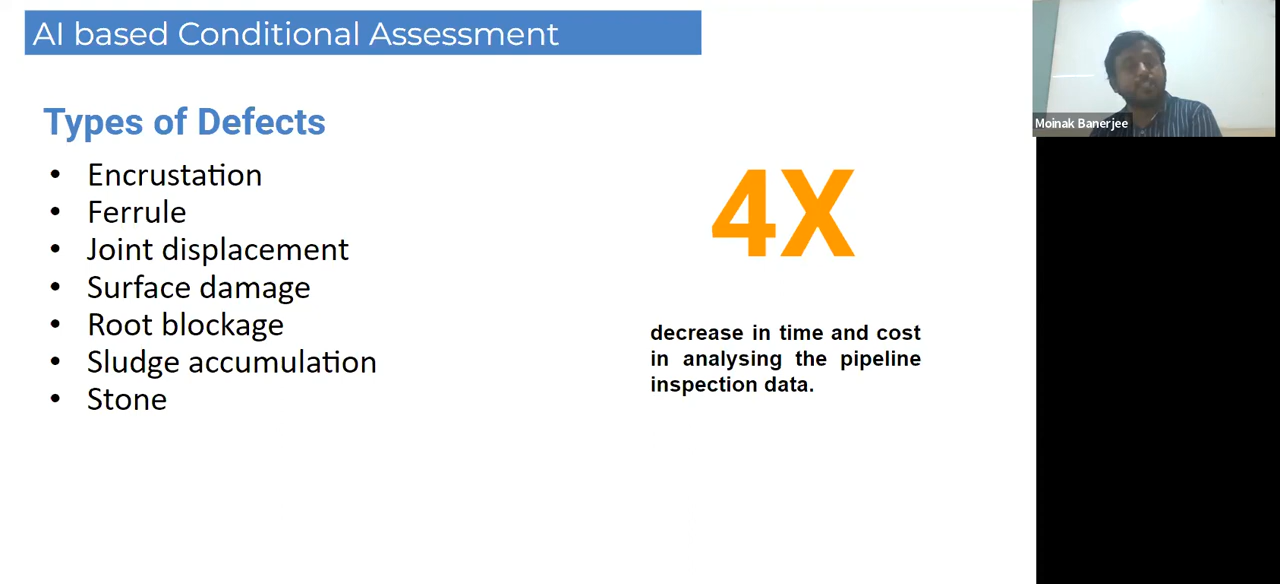 AI based Conditional Assessment
Types of Defects
• Encrustation
• Ferrule
• Joint displacement
• Surface damage
• Root blockage
• Sludge accumulation
• Stone
4X
decrease in time and cost
in analysing the pipeline
inspection data.
Moinak Banerjee